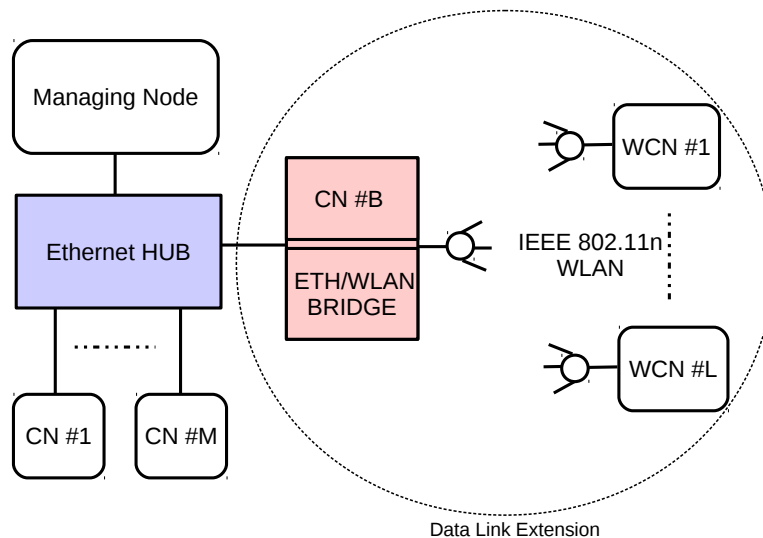 Managing Node
Ethernet HUB
CN #1
CN #M
CN #B
ETH/WLAN
BRIDGE
IEEE 802.11n
WLAN
WCN #1
WCN #L
Data Link Extension